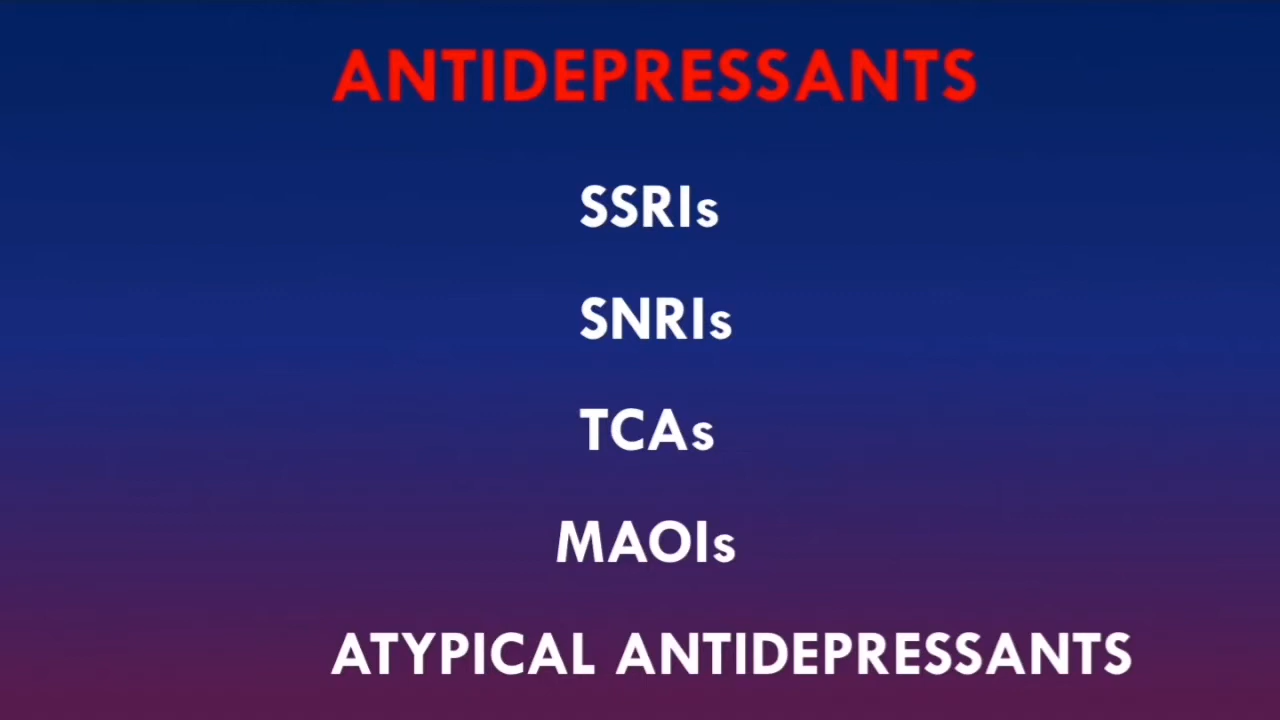 ANTIDEPRESSANTS
SSRIs
SNRIs
TCAs
MAOIs
ATYPICAL ANTIDEPRESSANTS